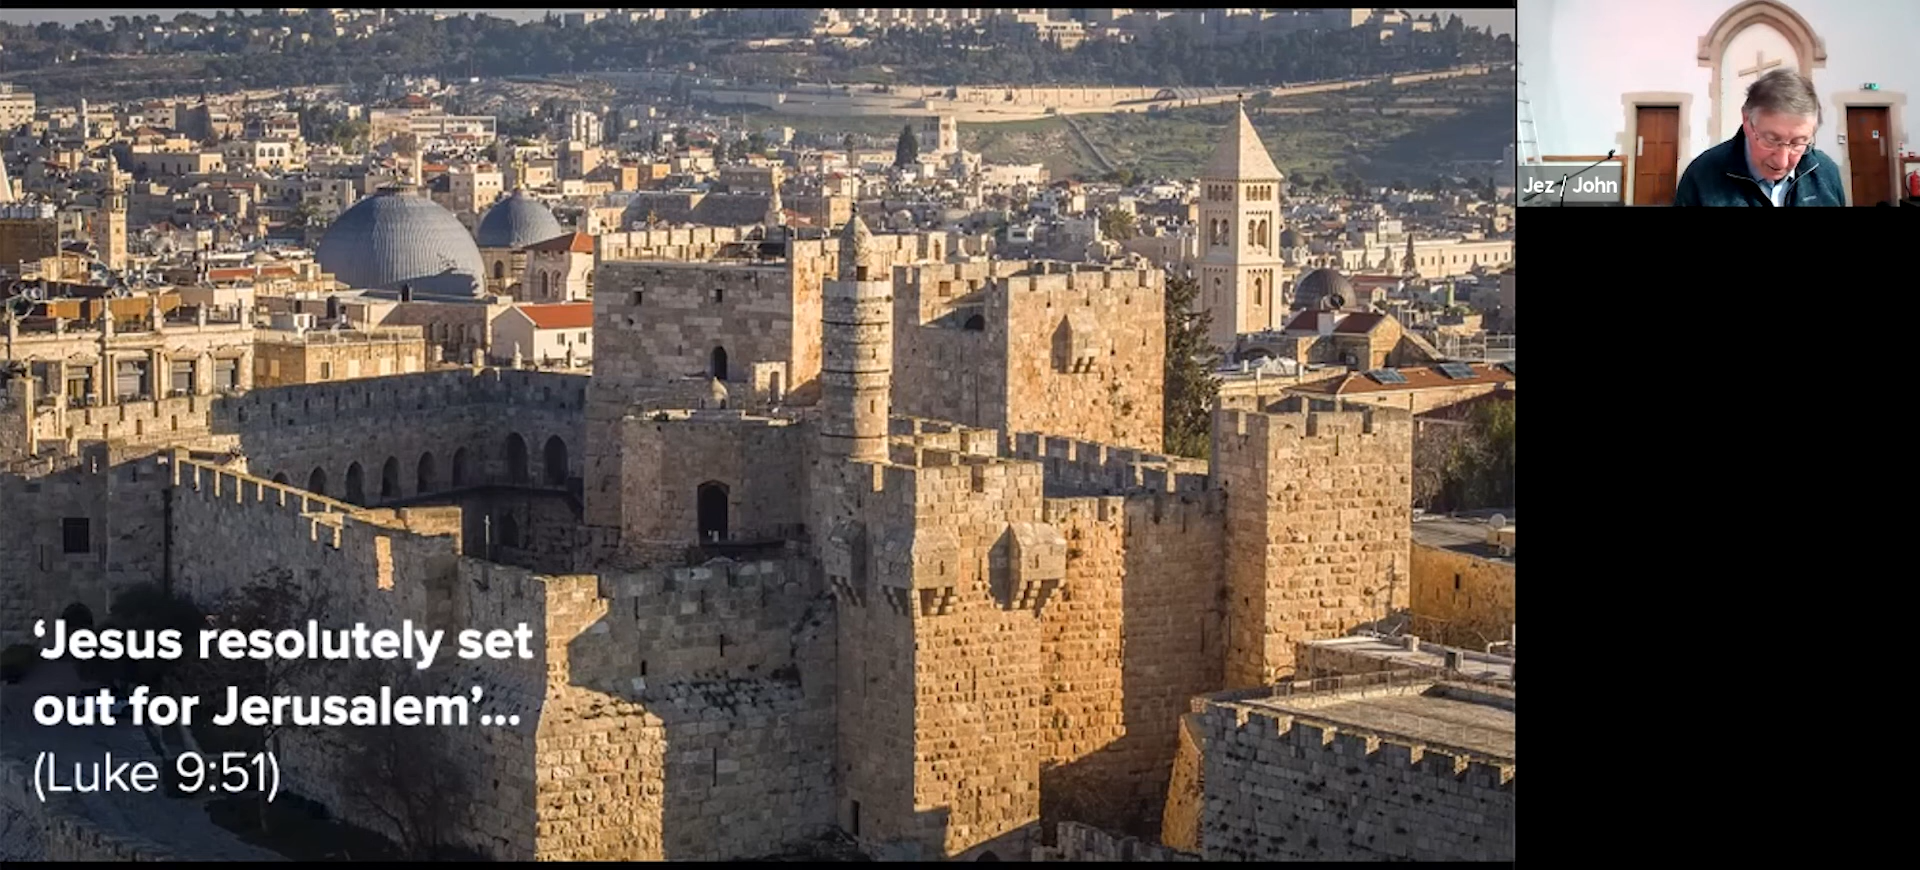 ‘Jesus resolutely set
out for Jerusalem’...
(Luke 9:51)
Jez / John